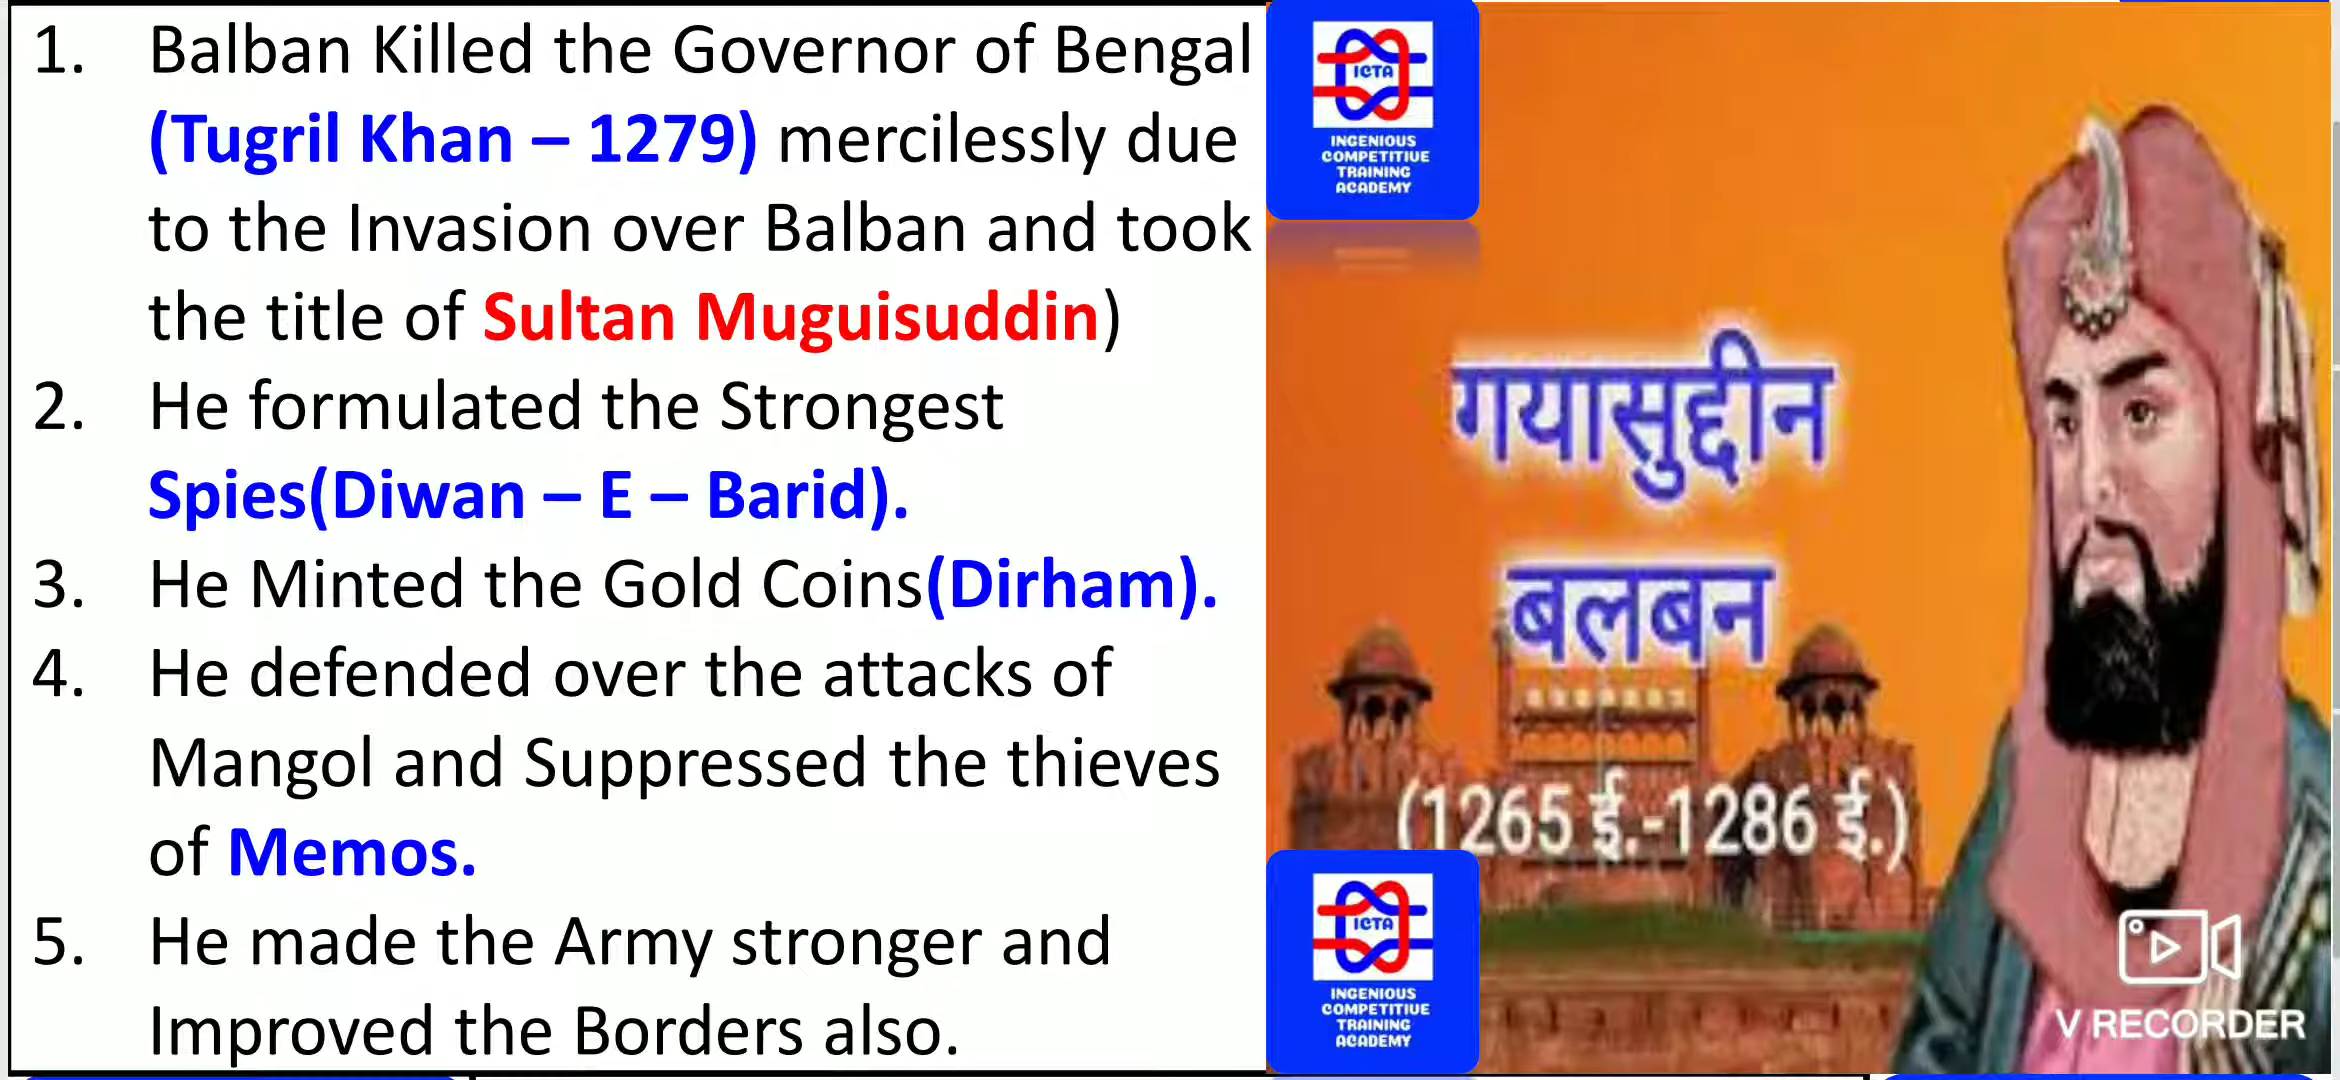 1. Balban Killed the Governor of Bengal
(Tugril Khan – 1279) mercilessly due
to the Invasion over Balban and took
the title of Sultan Muguisuddin)
2. He formulated the Strongest
Spies(Diwan – E – Barid).
3. He Minted the Gold Coins(Dirham).
4. He defended over the attacks of
Mangol and Suppressed the thieves
of Memos.
5. He made the Army stronger and
Improved the Borders also.
ICTA
INGENIOUS
COMPETITIUE
TRAINING
ACADEMY
गयासुद्दीन
बलबन
(1265 ई.-1286 ई.)
ICTA
INGENIOUS
COMPETITIUE
TRAINING
ACADEMY
V RECORDER